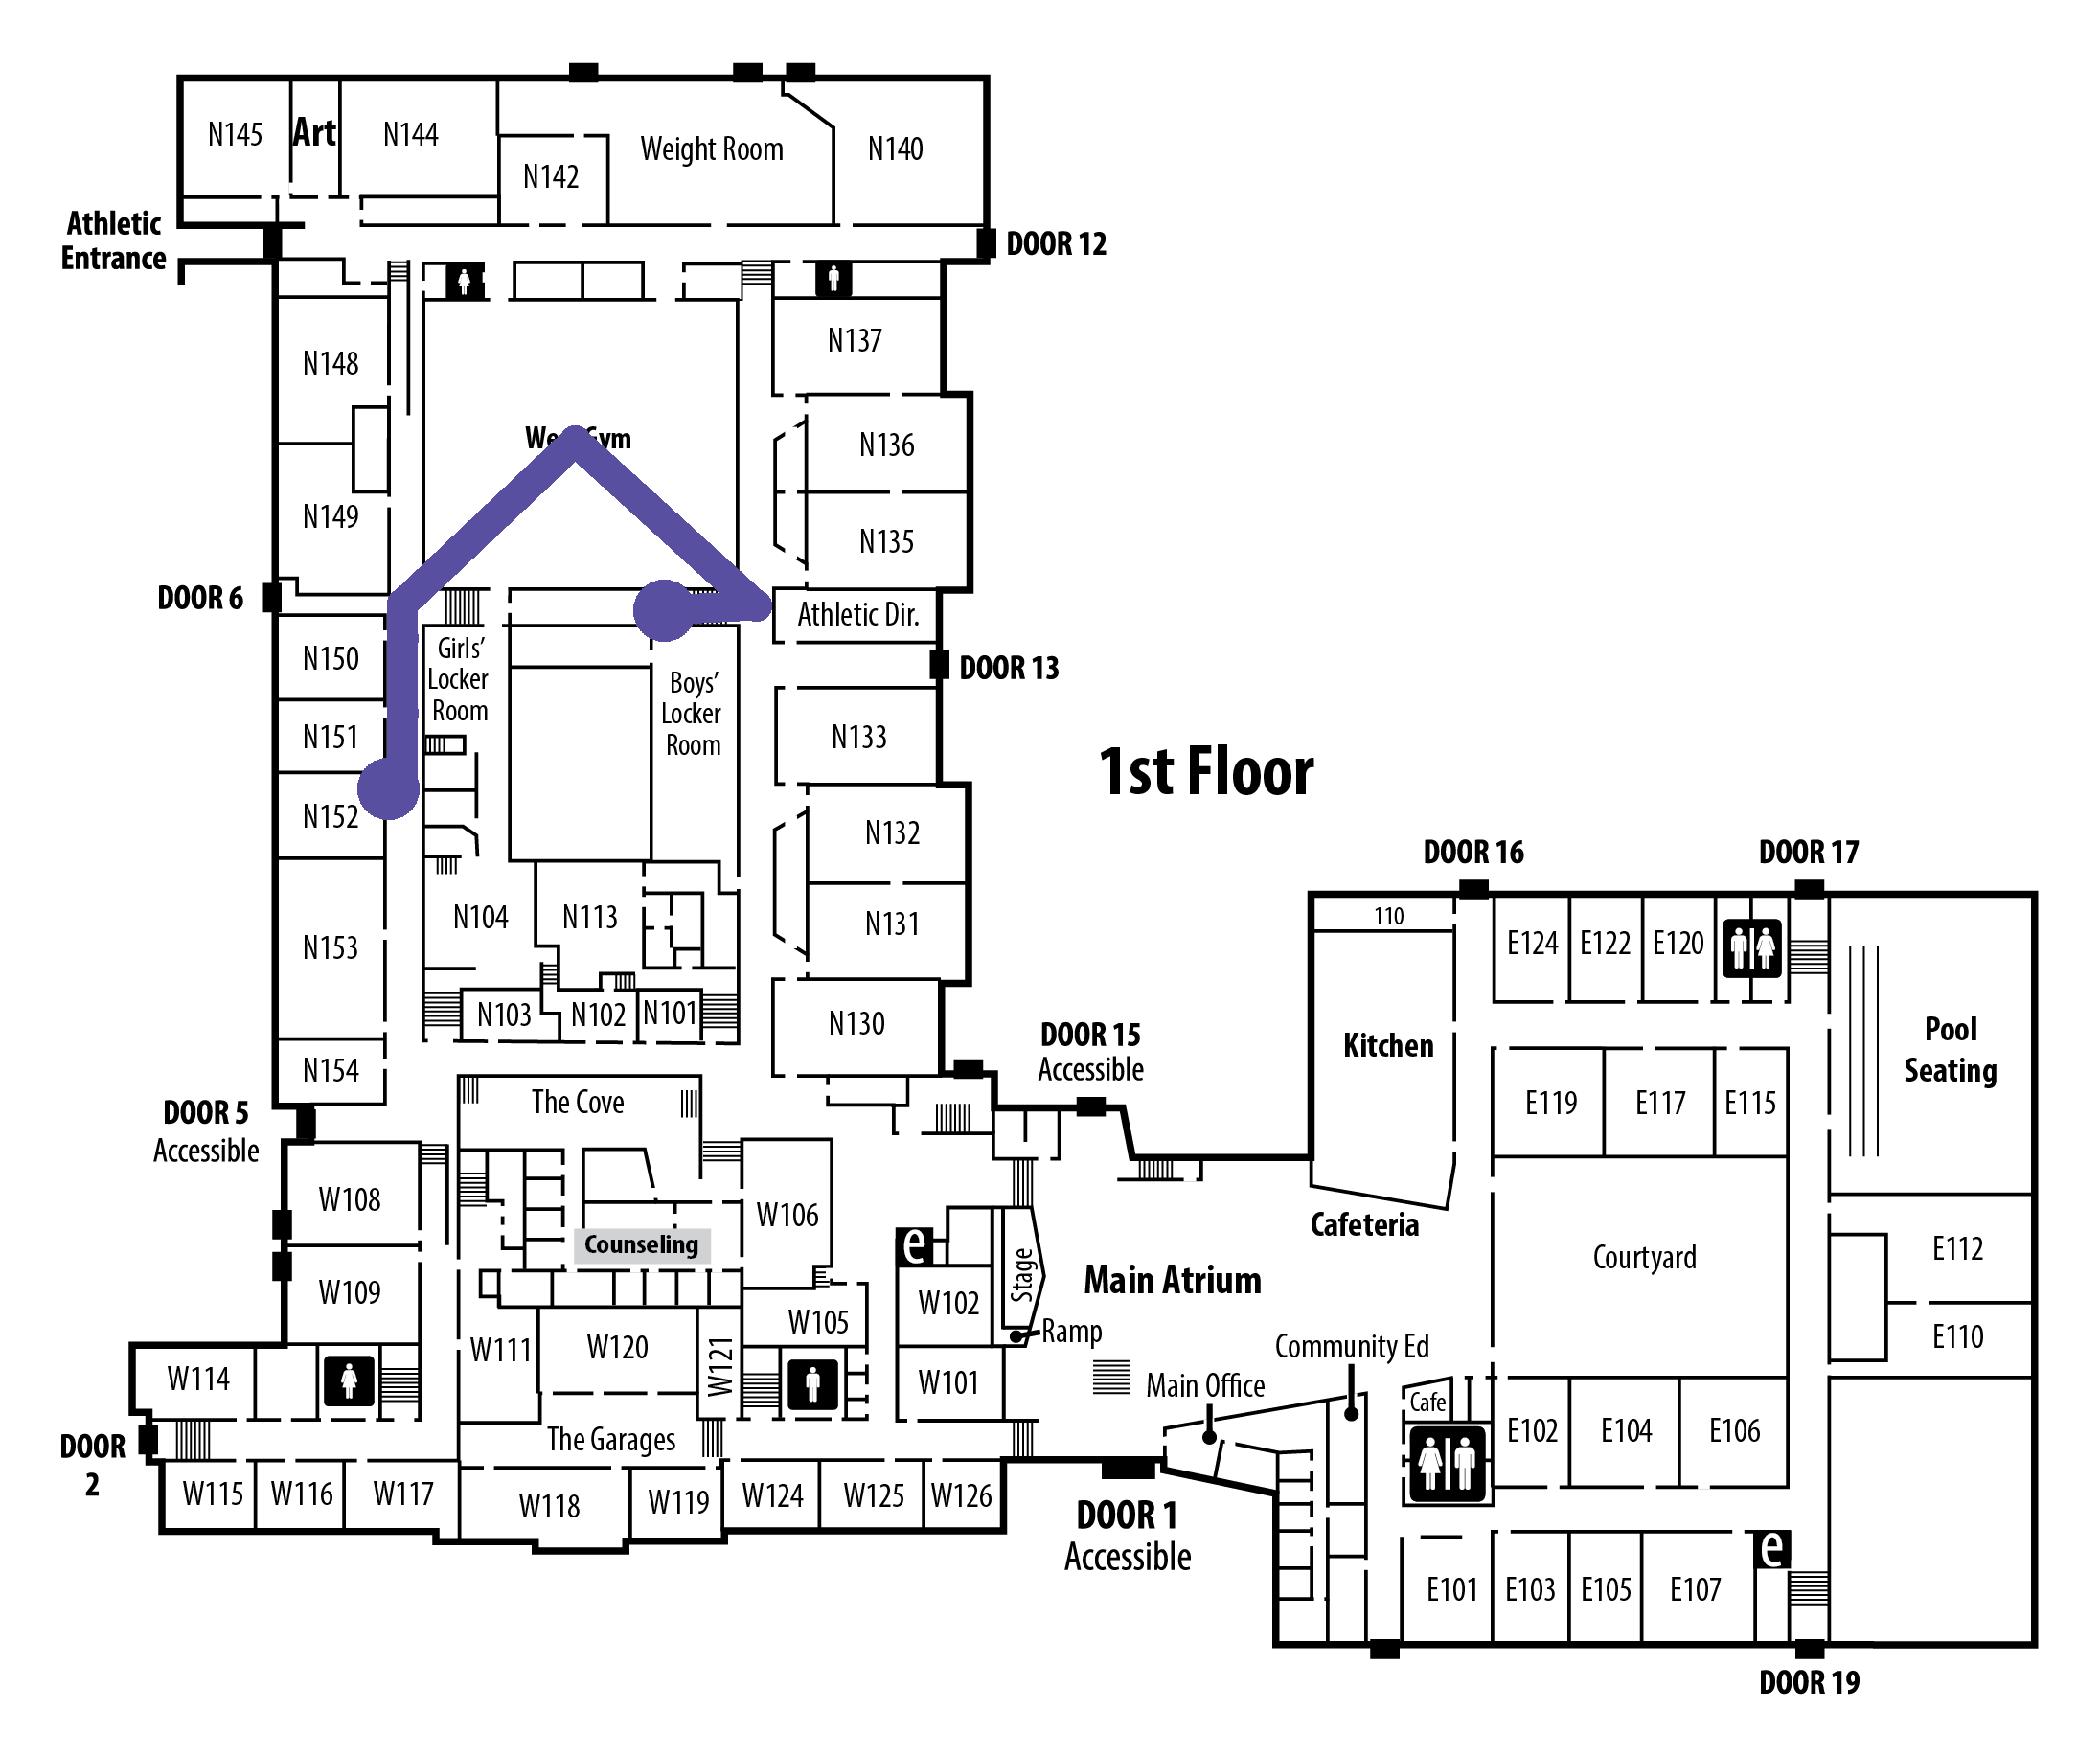 N145
Art
N144
N142
Weight Room
N140
Athletic
Entrance
DOOR 12
N148
N137
N136
N149
N135
DOOR 6
Athletic Dir.
N150
Girls'
Locker
Room
Boys'
Locker
Room
DOOR 13
N151
N133
1st Floor
N152
N132
N104
N113
N131
N153
N103
N102
N101
N130
N154
The Cove
DOOR 5
Accessible
DOOR 15
Accessible
DOOR 16
DOOR 17
110
E124
E122
E120
Kitchen
Pool
Seating
E119
E117
E115
W108
W106
Counseling
e
Stage
Cafeteria
Courtyard
E112
W109
W102
Main Atrium
W105
Ramp
E110
W111
W120
W121
Community Ed
W114
W101
Main Office
Cafe
E102
E104
E106
DOOR
2
The Garages
W115
W116
W117
W118
W119
W124
W125
W126
DOOR 1
Accessible
e
E101
E103
E105
E107
DOOR 19